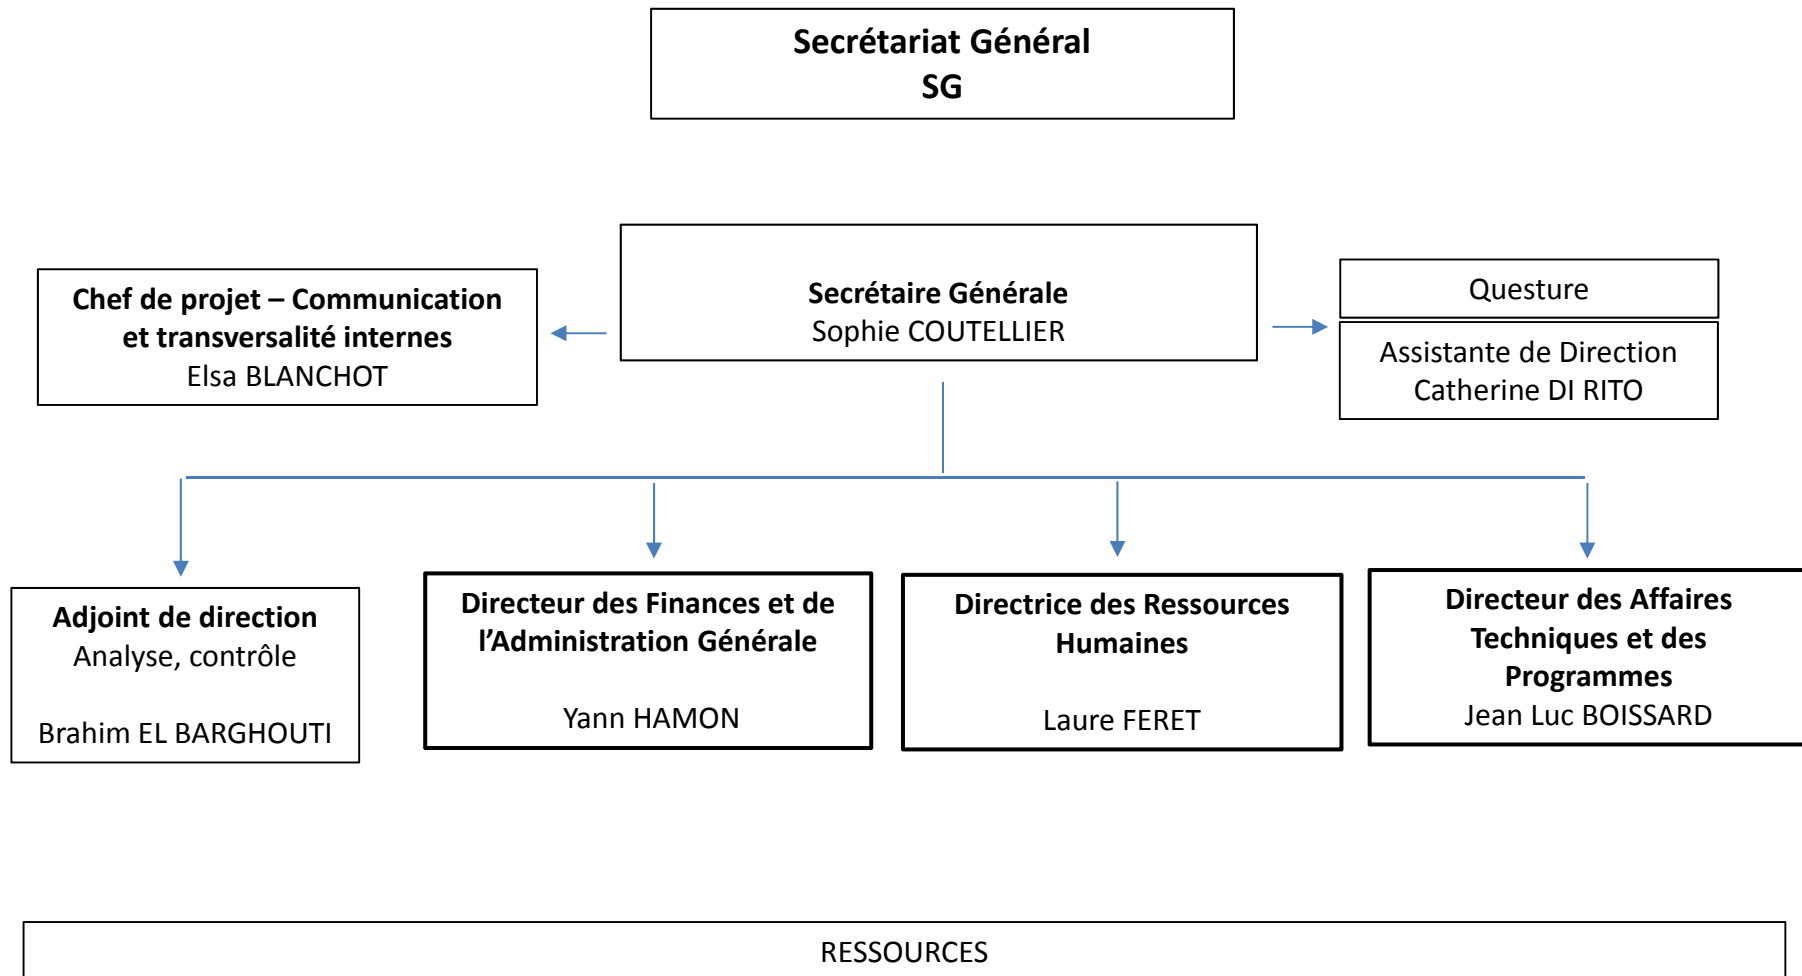 Secrétariat Général
SG
Secrétaire Générale
Sophie COUTELLIER
Chef de projet – Communication
et transversalité internes
Elsa BLANCHOT
Questure
Assistante de Direction
Catherine DI RITO
Adjoint de direction
Analyse, contrôle
Brahim EL BARGHOUTI
Directeur des Finances et de
l’Administration Générale
Yann HAMON
Directrice des Ressources
Humaines
Laure FERET
Directeur des Affaires
Techniques et des
Programmes
Jean Luc BOISSARD
RESSOURCES